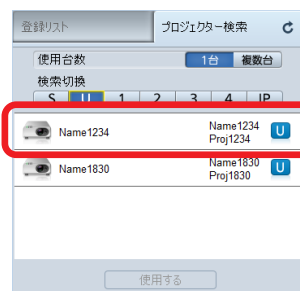 登録リスト プロジェクター検索
使用台数 1台 複数台
検索切換
S U 1 2 3 4 IP
Name1234 Name1234 U
Proj1234
Name1830 Name1830 U
Proj1830
使用する